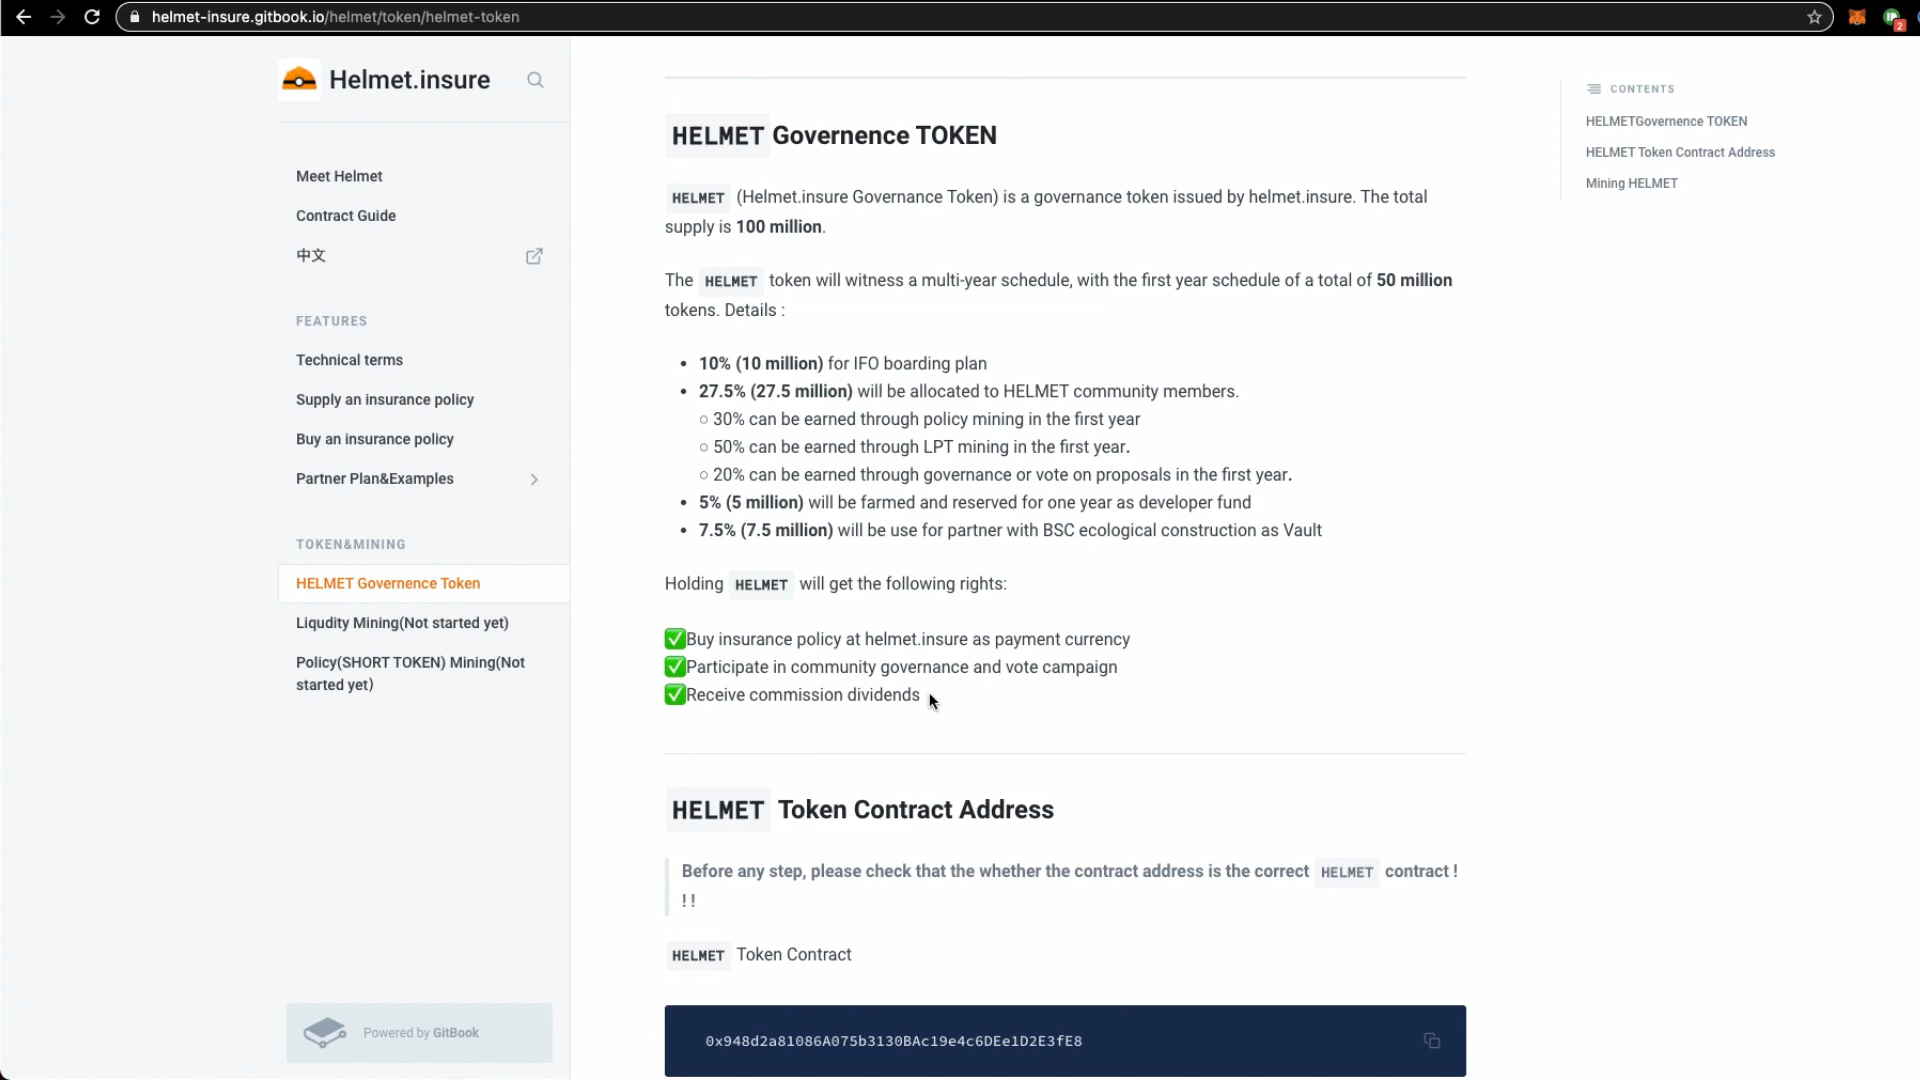 helmet-insure.gitbook.io/helmet/token/helmet-token
2
Helmet.insure
Meet Helmet
Contract Guide
中文
FEATURES
Technical terms
Supply an insurance policy
Buy an insurance policy
Partner Plan&Examples
TOKEN&MINING
HELMET Governence Token
Liqudity Mining(Not started yet)
Policy(SHORT TOKEN) Mining(Not
started yet)
Powered by GitBook
HELMET Governence TOKEN
HELMET (Helmet.insure Governance Token) is a governance token issued by helmet.insure. The total
supply is 100 million.
The HELMET token will witness a multi-year schedule, with the first year schedule of a total of 50 million
tokens. Details :
• 10% (10 million) for IFO boarding plan
• 27.5% (27.5 million) will be allocated to HELMET community members.
○ 30% can be earned through policy mining in the first year
○ 50% can be earned through LPT mining in the first year.
○ 20% can be earned through governance or vote on proposals in the first year.
• 5% (5 million) will be farmed and reserved for one year as developer fund
• 7.5% (7.5 million) will be use for partner with BSC ecological construction as Vault
Holding HELMET will get the following rights:
✅Buy insurance policy at helmet.insure as payment currency
✅Participate in community governance and vote campaign
✅Receive commission dividends
HELMET Token Contract Address
Before any step, please check that the whether the contract address is the correct HELMET contract !
! !
HELMET Token Contract
0x948d2a81086A075b3130BAc19e4c6DEe1D2E3fE8
CONTENTS
HELMETGovernence TOKEN
HELMET Token Contract Address
Mining HELMET